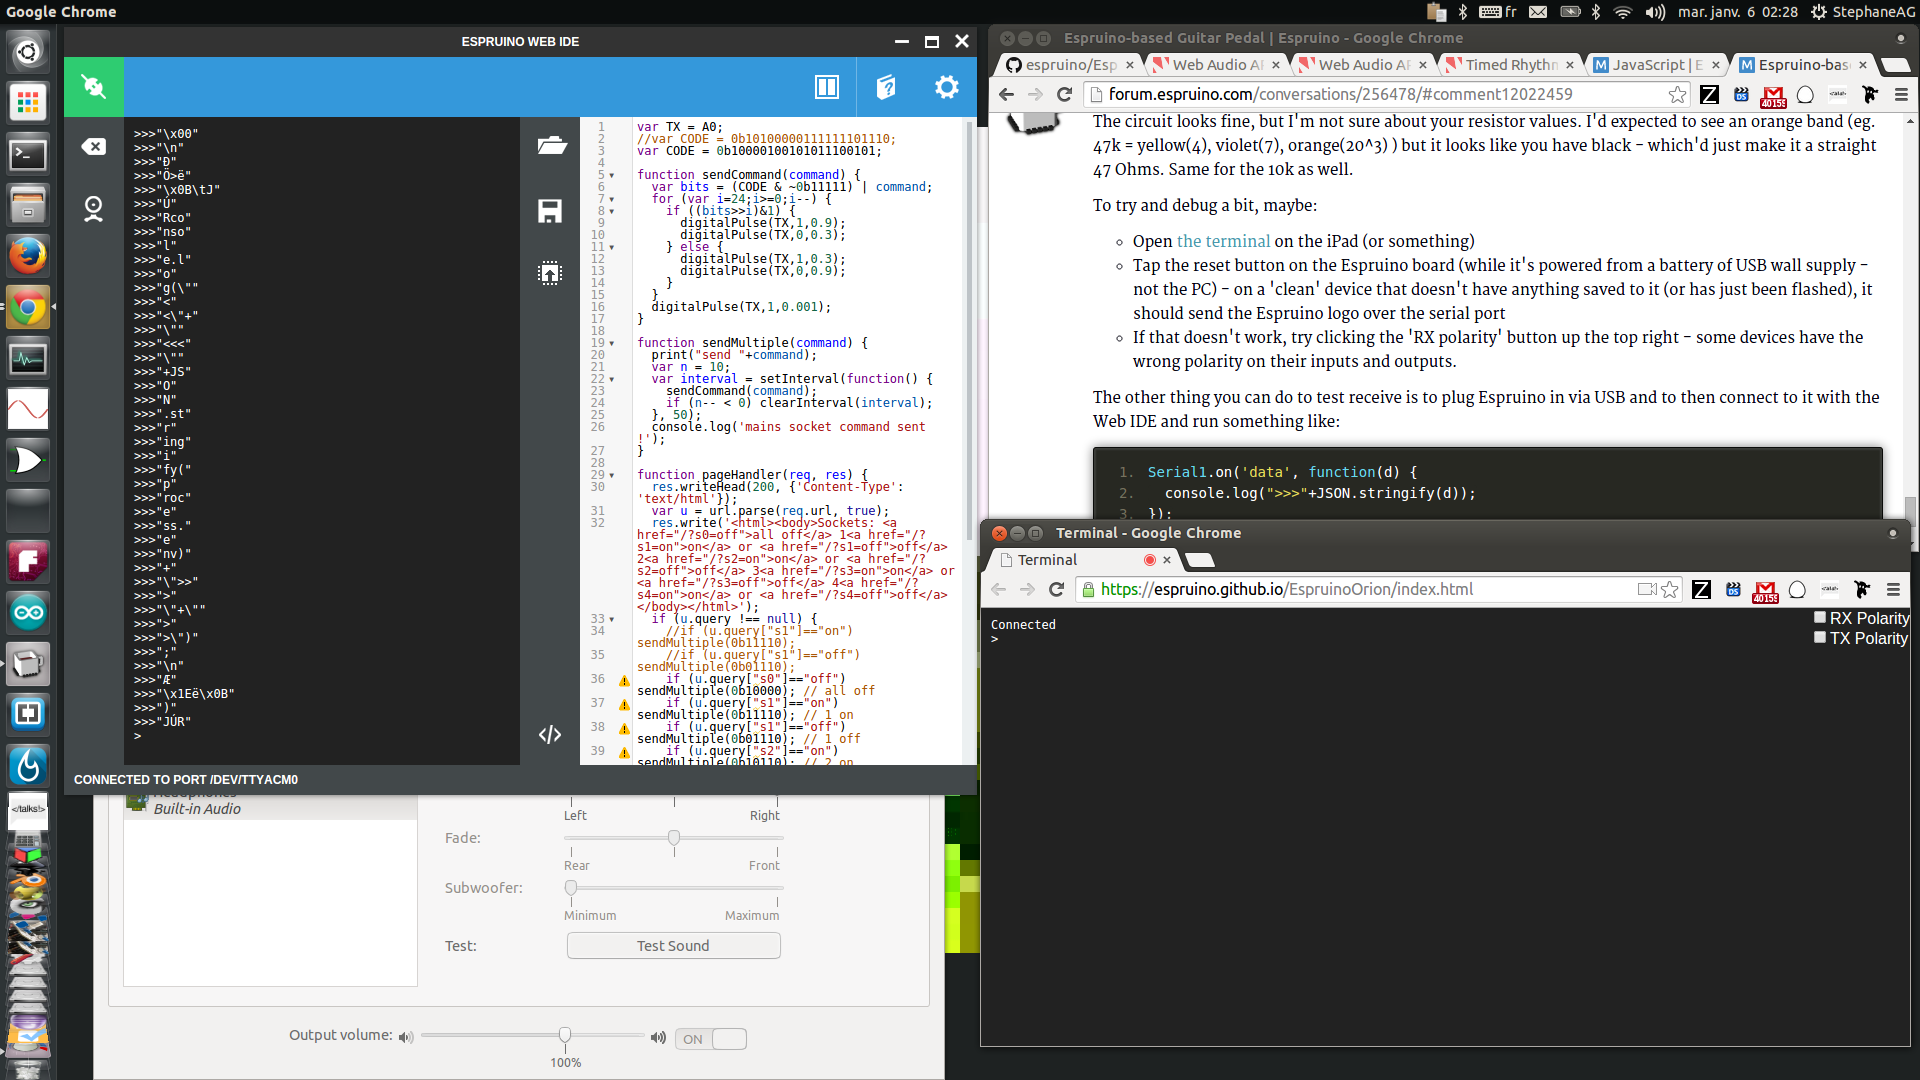 Google Chrome
fr
mar. janv. 6 02:28
StephaneAG
ESPRUINO WEB IDE
>>>"\x00"
>>>"\n"
>>>"Ð"
>>>"Ö>ë"
>>>"\x0B\tJ"
>>>"Ú"
>>>"Rco"
>>>"nso"
>>>"l"
>>>"e.l"
>>>"o"
>>>"g(\""
>>>"<"
>>>"<\"+"
>>>"\""
>>>"<<<"
>>>"\""
>>>"+JS"
>>>"O"
>>>"N"
>>>".st"
>>>"r"
>>>"ing"
>>>"i"
>>>"fy("
>>>"p"
>>>"roc"
>>>"e"
>>>"ss."
>>>"e"
>>>"nv)"
>>>"+"
>>>"\">>"
>>>">"
>>>"\"+\""
>>>">"
>>>">\")"
>>>";"
>>>"\n"
>>>"Æ"
>>>"\x1Eë\x0B"
>>>")"
>>>"JÚR"
>
1 var TX = A0;
2 //var CODE = 0b10100000111111101110;
3 var CODE = 0b100001001010111001​01;
4
5 function sendCommand(command) {
6 var bits = (CODE & ~0b11111) | command;
7 for (var i=24;i>=0;i--) {
8 if ((bits>>i)&1) {
9 digitalPulse(TX,1,0.9);
10 digitalPulse(TX,0,0.3);
11 } else {
12 digitalPulse(TX,1,0.3);
13 digitalPulse(TX,0,0.9);
14 }
15 }
16 digitalPulse(TX,1,0.001);
17 }
18
19 function sendMultiple(command) {
20 print("send "+command);
21 var n = 10;
22 var interval = setInterval(function() {
23 sendCommand(command);
24 if (n-- < 0) clearInterval(interval);
25 }, 50);
26 console.log('mains socket command sent
!');
27 }
28
29 function pageHandler(req, res) {
30 res.writeHead(200, {'Content-Type':
'text/html'});
31 var u = url.parse(req.url, true);
32 res.write('<html><body>Sockets: <a
href="/?s0=off">all off</a> 1<a href="/?
s1=on">on</a> or <a href="/?s1=off">off</a>
2<a href="/?s2=on">on</a> or <a href="/?
s2=off">off</a> 3<a href="/?s3=on">on</a> or
<a href="/?s3=off">off</a> 4<a href="/?
s4=on">on</a> or <a href="/?s4=off">off</a>
</body></html>');
33 if (u.query !== null) {
34 //if (u.query["s1"]=="on")
sendMultiple(0b11110);
35 //if (u.query["s1"]=="off")
sendMultiple(0b01110);
36 if (u.query["s0"]=="off")
sendMultiple(0b10000); // all off
37 if (u.query["s1"]=="on")
sendMultiple(0b11110); // 1 on
38 if (u.query["s1"]=="off")
sendMultiple(0b01110); // 1 off
39 if (u.query["s2"]=="on")
sendMultiple(0b10110); // 2 on
CONNECTED TO PORT /DEV/TTYACM0
Headphones
Built-in Audio
Left Right
Fade:
Rear Front
Subwoofer:
Minimum Maximum
Test: Test Sound
Output volume: ON
100%
</talks!>
Espruino-based Guitar Pedal | Espruino - Google Chrome
espruino/Esp
Web Audio AP
Web Audio AP
Timed Rhythm
JavaScript | E
Espruino-bas
forum.espruino.com/conversations/256478/#comment12022459
40155
The circuit looks fine, but I'm not sure about your resistor values. I'd expected to see an orange band (eg.
47k = yellow(4), violet(7), orange(20^3) ) but it looks like you have black - which'd just make it a straight
47 Ohms. Same for the 10k as well.
To try and debug a bit, maybe:
Open the terminal on the iPad (or something)
Tap the reset button on the Espruino board (while it's powered from a battery of USB wall supply -
not the PC) - on a 'clean' device that doesn't have anything saved to it (or has just been flashed), it
should send the Espruino logo over the serial port
If that doesn't work, try clicking the 'RX polarity' button up the top right - some devices have the
wrong polarity on their inputs and outputs.
The other thing you can do to test receive is to plug Espruino in via USB and to then connect to it with the
Web IDE and run something like:
1. Serial1.on('data', function(d) {
2. console.log(">>>"+JSON.stringify(d));
3. });
Terminal - Google Chrome
Terminal
https://espruino.github.io/EspruinoOrion/index.html
40155
Connected
>
RX Polarity
TX Polarity